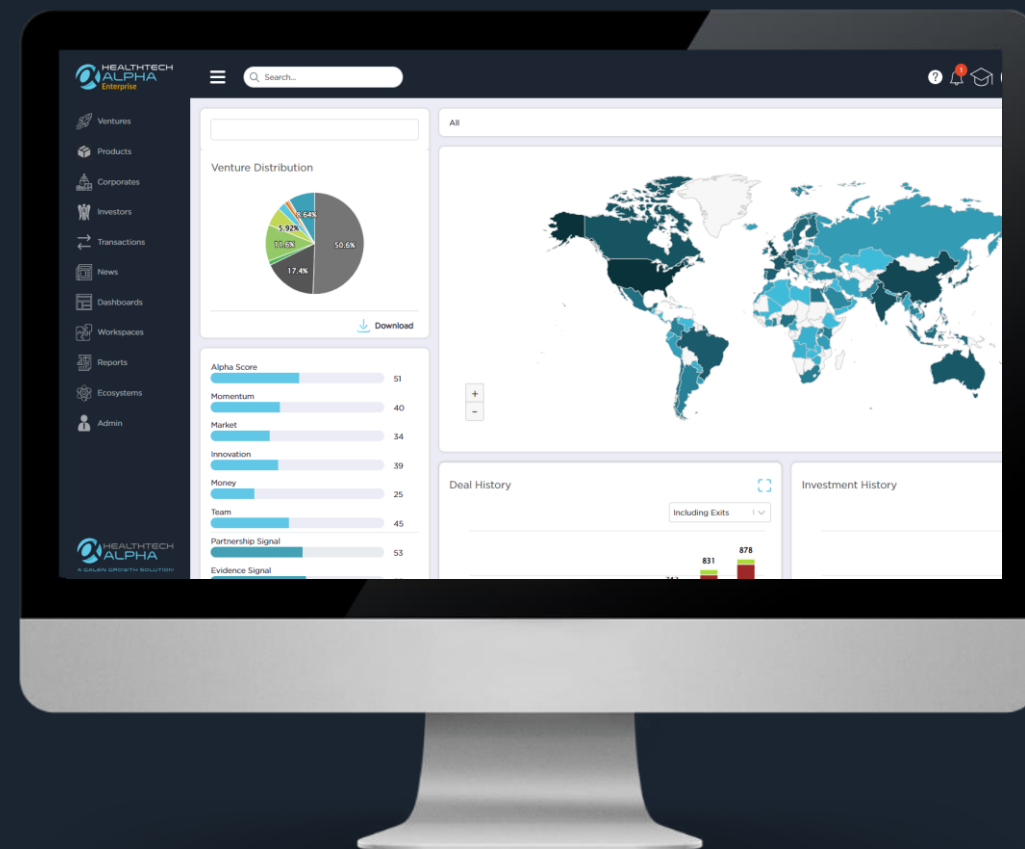 HEALTHTECH
ALPHA
Enterprise
Search...
?
1
Ventures
Products
Corporates
Investors
Transactions
News
Dashboards
Workspaces
Reports
Ecosystems
Admin
HEALTHTECH
ALPHA
A GALEN GROWTH SOLUTION
Venture Distribution
8.64%
5.92%
11.6%
50.6%
17.4%
Download
Alpha Score
51
Momentum
40
Market
34
Innovation
39
Money
25
Team
45
Partnership Signal
53
Evidence Signal
All
+
-
Deal History
Including Exits
831
878
Investment History